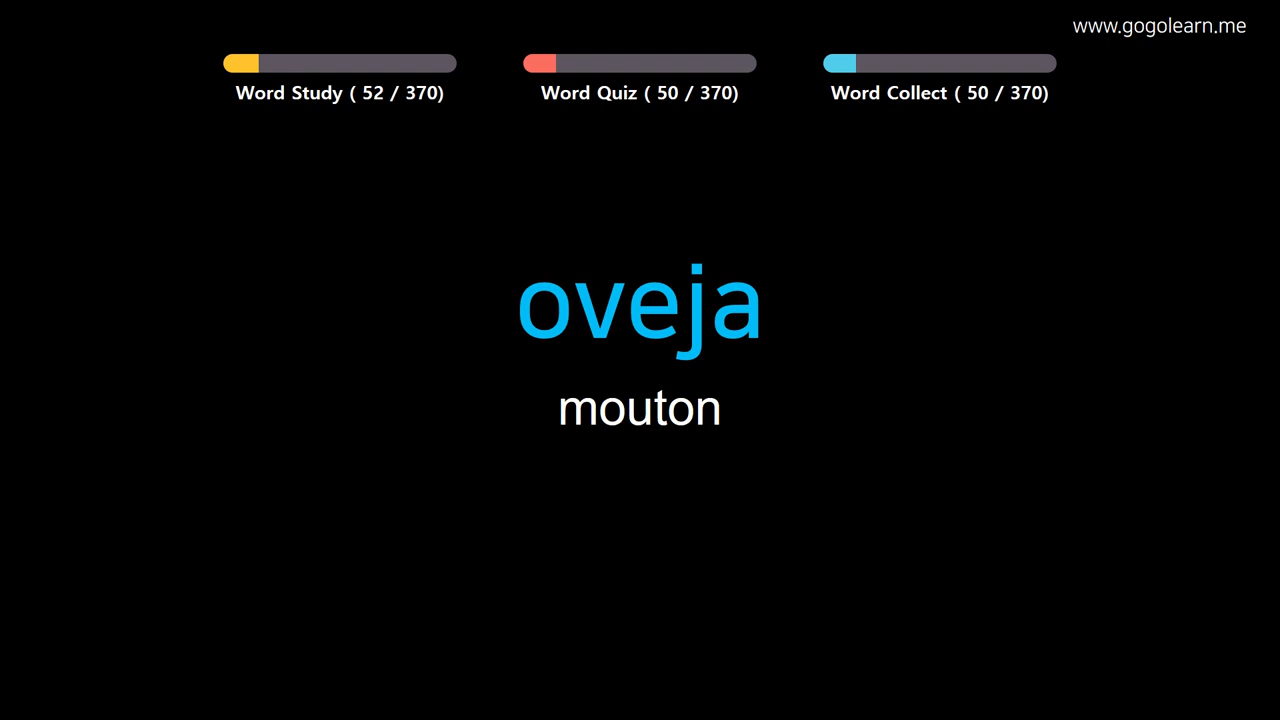 www.gogolearn.me
Word Study ( 52 / 370)
Word Quiz ( 50 / 370)
Word Collect ( 50 / 370)
oveja
mouton